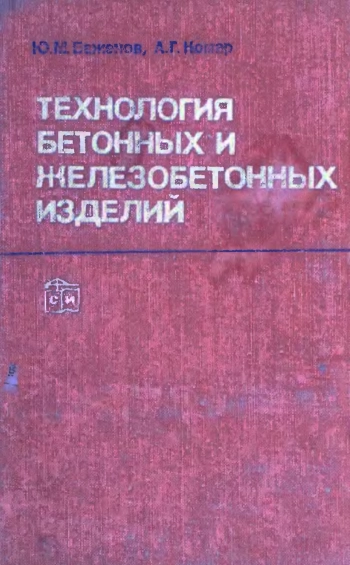 Ю.М. Баженов, А.Г. Комар
ТЕХНОЛОГИЯ
БЕТОННЫХ И
ЖЕЛЕЗОБЕТОННЫХ
ИЗДЕЛИЙ
С И